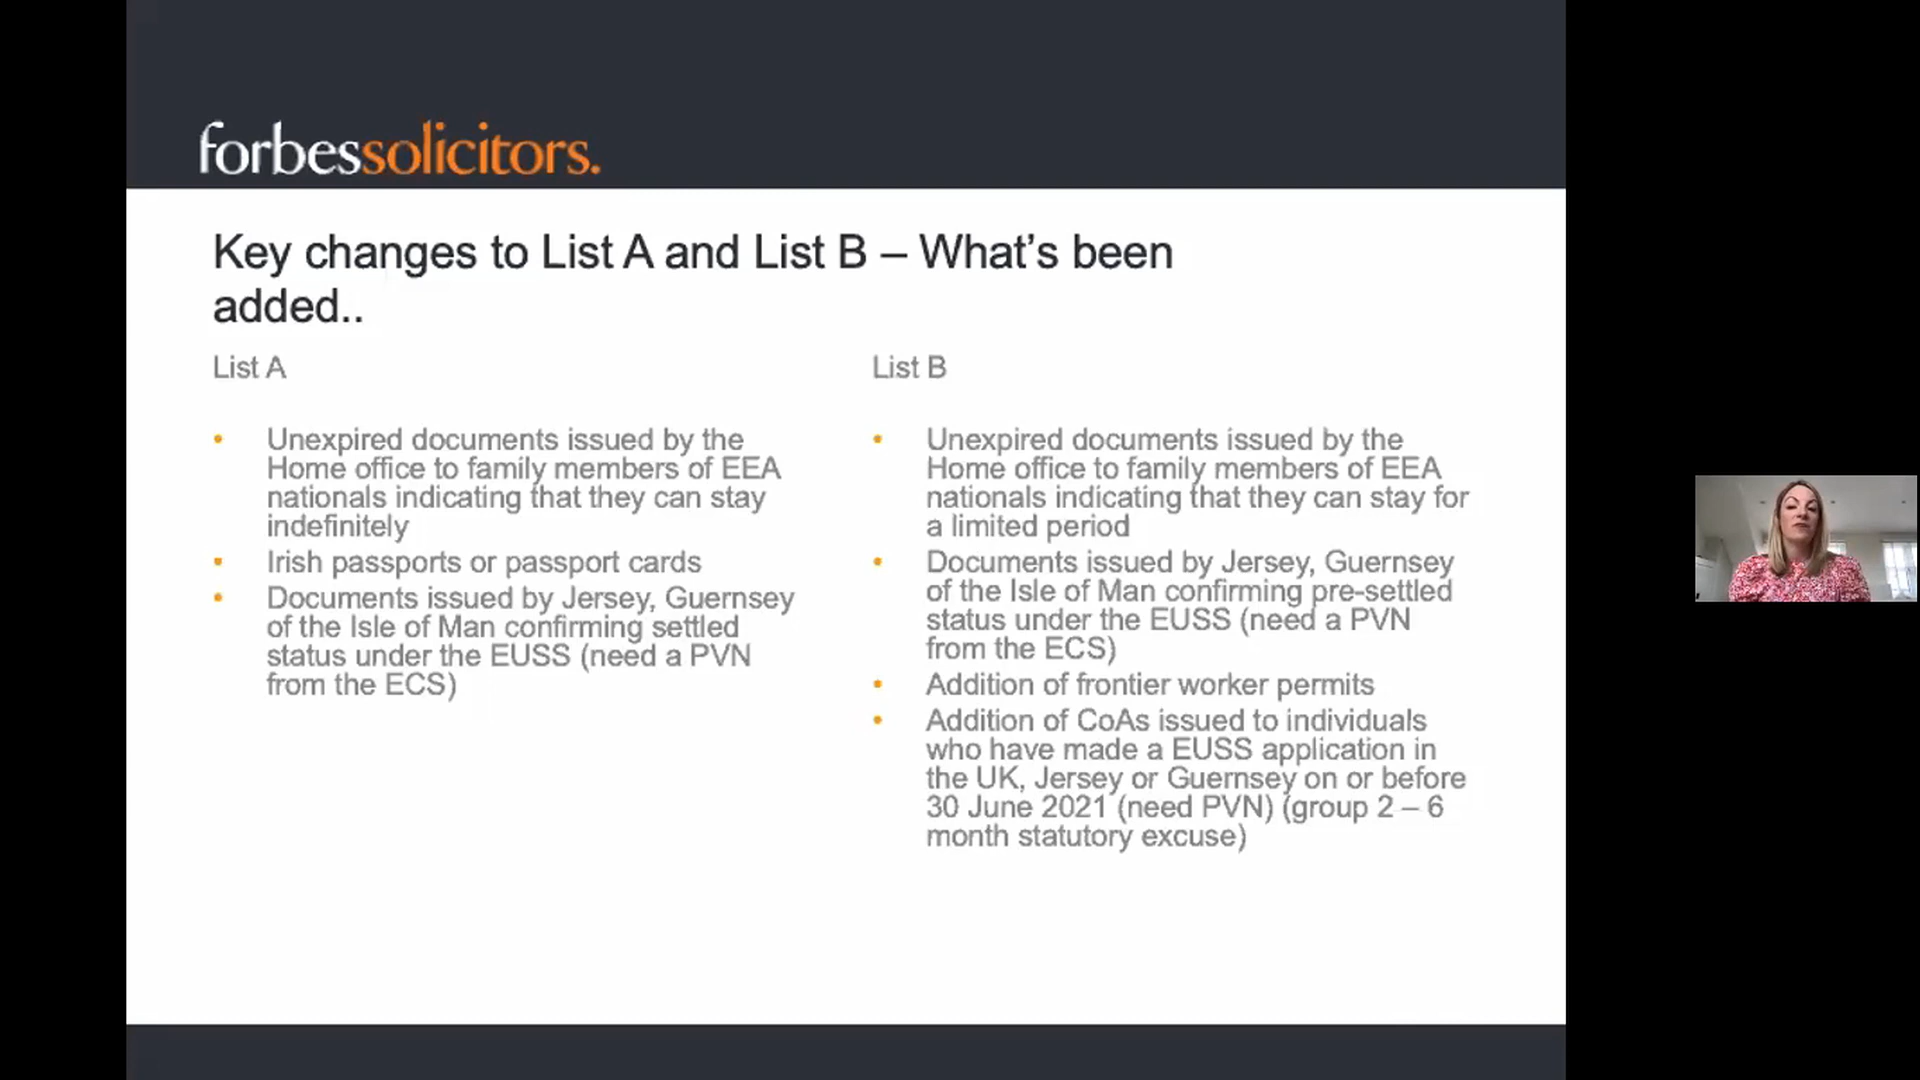 forbessolicitors.
Key changes to List A and List B – What's been
added..
List A
• Unexpired documents issued by the
Home office to family members of EEA
nationals indicating that they can stay
indefinitely
• Irish passports or passport cards
• Documents issued by Jersey, Guernsey
of the Isle of Man confirming settled
status under the EUSS (need a PVN
from the ECS)
List B
• Unexpired documents issued by the
Home office to family members of EEA
nationals indicating that they can stay for
a limited period
• Documents issued by Jersey, Guernsey
of the Isle of Man confirming pre-settled
status under the EUSS (need a PVN
from the ECS)
• Addition of frontier worker permits
• Addition of CoAs issued to individuals
who have made a EUSS application in
the UK, Jersey or Guernsey on or before
30 June 2021 (need PVN) (group 2 – 6
month statutory excuse)